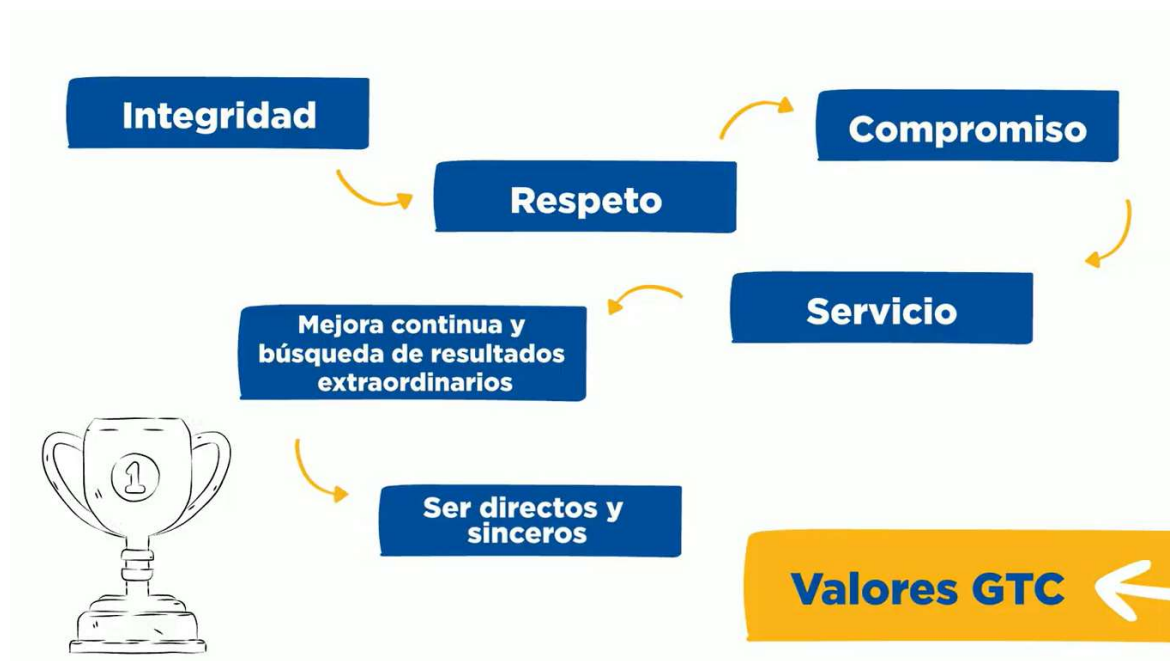 Integridad
Respeto
Compromiso
Servicio
Mejora continua y
búsqueda de resultados
extraordinarios
Ser directos y
sinceros
1
Valores GTC